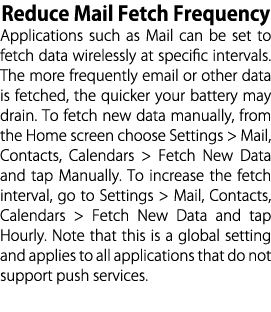 Reduce Mail Fetch Frequency
Applications such as Mail can be set to
fetch data wirelessly at specific intervals.
The more frequently email or other data
is fetched, the quicker your battery may
drain. To fetch new data manually, from
the Home screen choose Settings > Mail,
Contacts, Calendars > Fetch New Data
and tap Manually. To increase the fetch
interval, go to Settings > Mail, Contacts,
Calendars > Fetch New Data and tap
Hourly. Note that this is a global setting
and applies to all applications that do not
support push services.